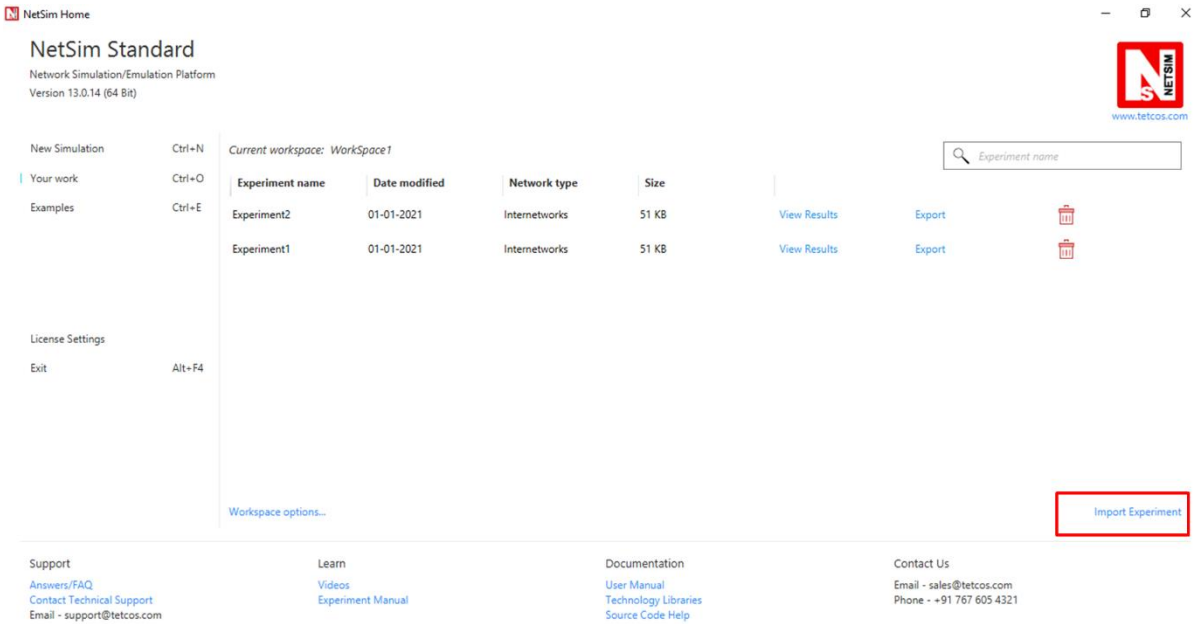 NetSim Home
NetSim Standard
Network Simulation/Emulation Platform
Version 13.0.14 (64 Bit)
NETSIM
www.tetcos.com
New Simulation Ctrl+N
Your work Ctrl+O
Examples Ctrl+E
License Settings
Exit Alt+F4
Current workspace: WorkSpace1
Experiment name
Experiment name Date modified Network type Size
Experiment2 01-01-2021 Internetworks 51 KB View Results Export
Experiment1 01-01-2021 Internetworks 51 KB View Results Export
Workspace options...
Import Experiment
Support
Answers/FAQ
Contact Technical Support
Email - support@tetcos.com
Learn
Videos
Experiment Manual
Documentation
User Manual
Technology Libraries
Source Code Help
Contact Us
Email - sales@tetcos.com
Phone - +91 767 605 4321